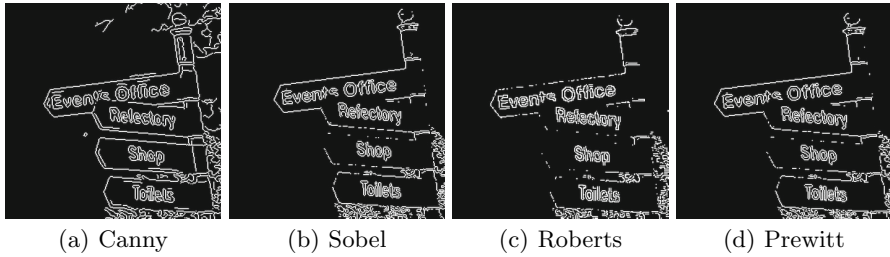 Events Office
Refectory
Shop
Toilets
Events Office
Refectory
Shop
Toilets
Events Office
Refectory
Shop
Toilets
Events Office
Refectory
Shop
Toilets
(a) Canny
(b) Sobel
(c) Roberts
(d) Prewitt